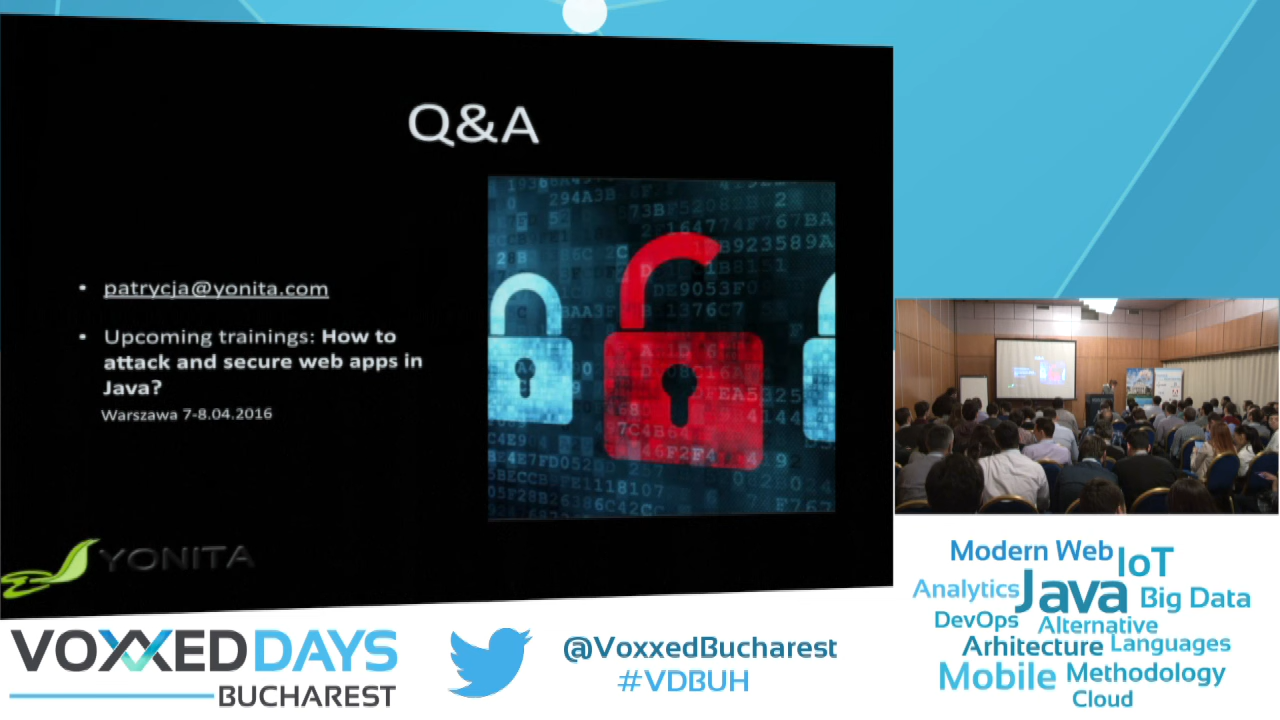 Q&A
patrycja@yonita.com
Upcoming trainings: How to
attack and secure web apps in
Java?
Warszawa 7-8.04.2016
YONITA
VOXXED DAYS
BUCHAREST
@VoxxedBucharest
#VDBUH
Modern Web IoT
Analytics Java Big Data
DevOps Alternative
Arhitecture Languages
Mobile Methodology
Cloud